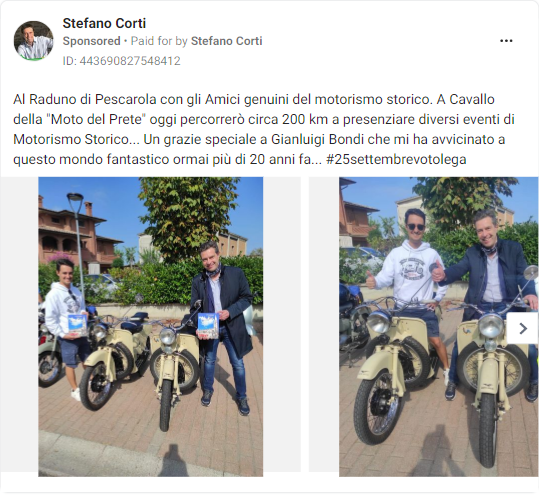 Stefano Corti
Sponsored • Paid for by Stefano Corti
ID: 443690827548412
Al Raduno di Pescarola con gli Amici genuini del motorismo storico. A Cavallo
della "Moto del Prete" oggi percorrerò circa 200 km a presenziare diversi eventi di
Motorismo Storico... Un grazie speciale a Gianluigi Bondi che mi ha avvicinato a
questo mondo fantastico ormai più di 20 anni fa... #25settembrevotolega